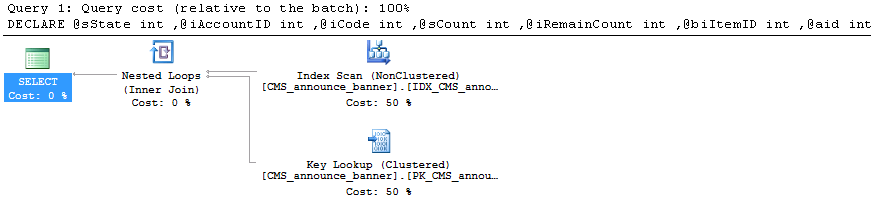 Query 1: Query cost (relative to the batch): 100%
DECLARE @sState int ,@iAccountID int ,@iCode int ,@sCount int ,@iRemainCount int ,@biItemID int ,@aid int
SELECT
Cost: 0 %
Nested Loops
(Inner Join)
Cost: 0 %
Index Scan (NonClustered)
[CMS_announce_banner].[IDX_CMS_anno…
Cost: 50 %
Key Lookup (Clustered)
[CMS_announce_banner].[PK_CMS_annou…
Cost: 50 %